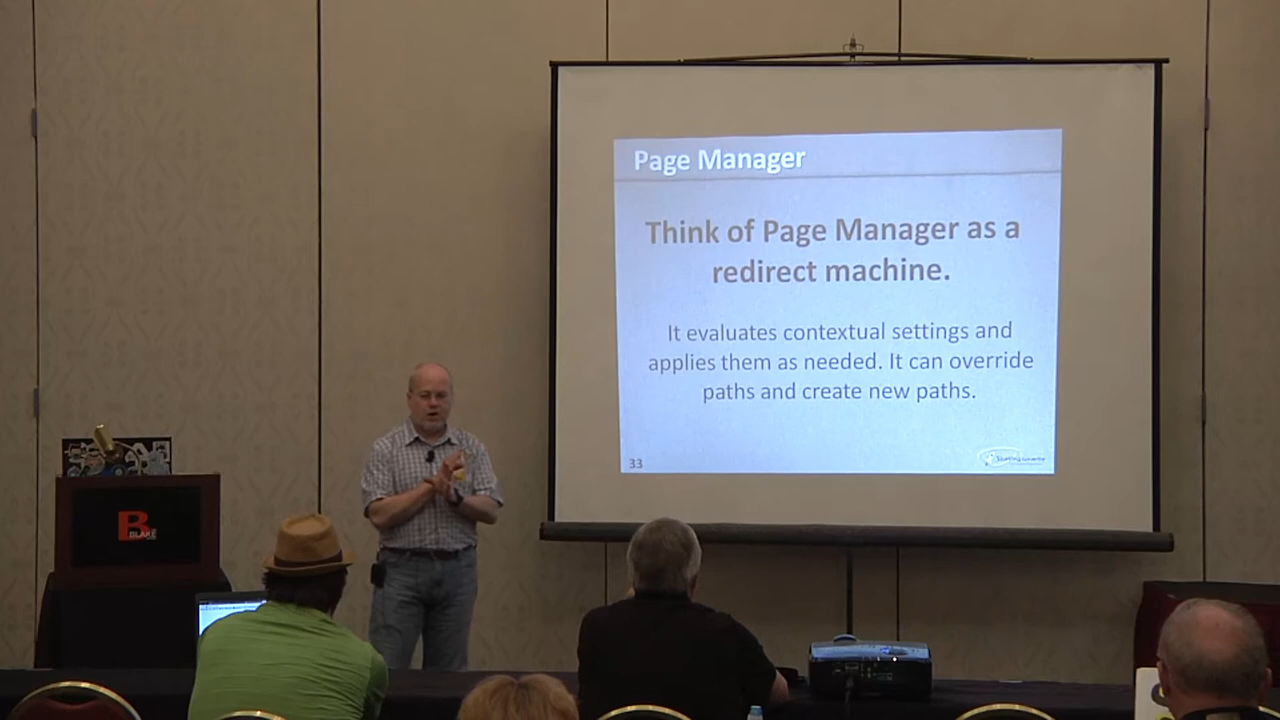 Page Manager
Think of Page Manager as a
redirect machine.
It evaluates contextual settings and
applies them as needed. It can override
paths and create new paths.
33
B
BLAKE